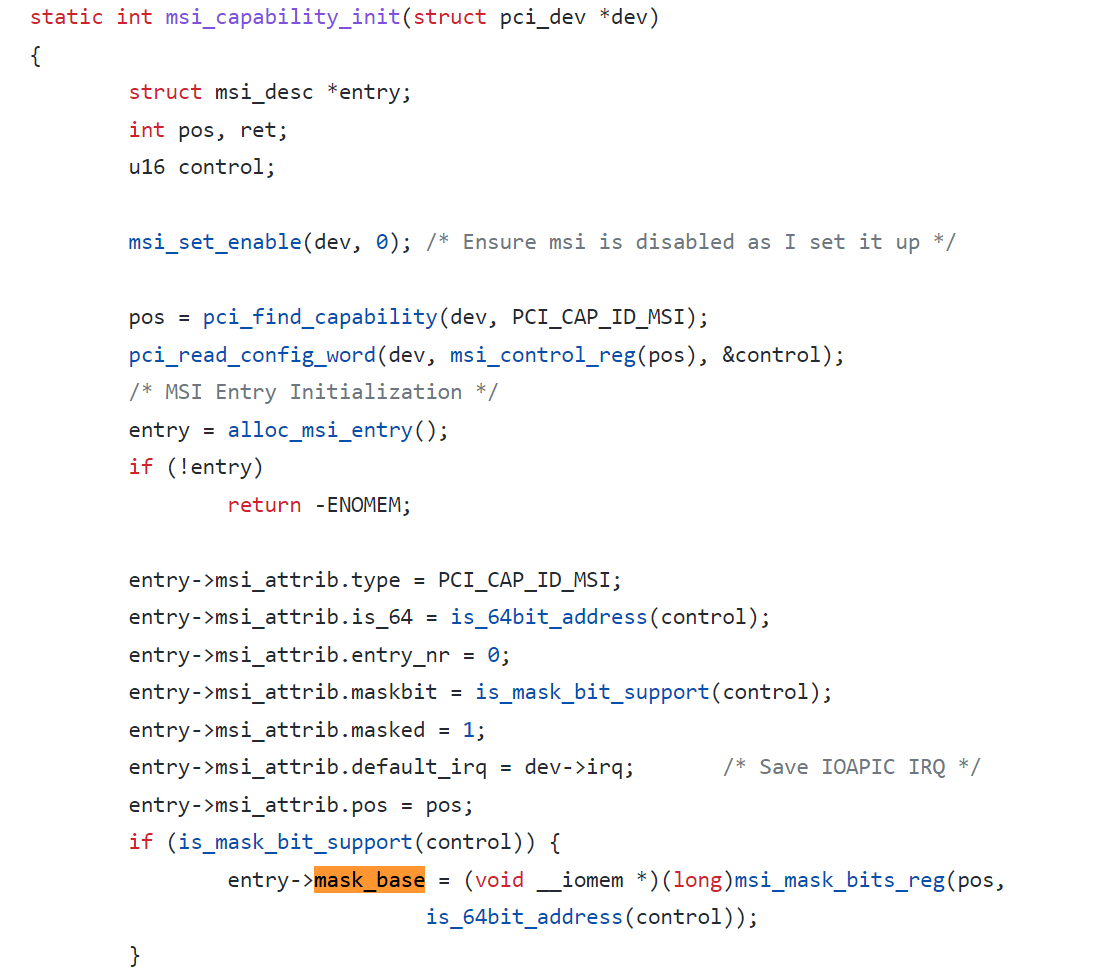 static int msi_capability_init(struct pci_dev *dev)
{
        struct msi_desc *entry;
        int pos, ret;
        u16 control;

        msi_set_enable(dev, 0); /* Ensure msi is disabled as I set it up */

        pos = pci_find_capability(dev, PCI_CAP_ID_MSI);
        pci_read_config_word(dev, msi_control_reg(pos), &control);
        /* MSI Entry Initialization */
        entry = alloc_msi_entry();
        if (!entry)
                return -ENOMEM;

        entry->msi_attrib.type = PCI_CAP_ID_MSI;
        entry->msi_attrib.is_64 = is_64bit_address(control);
        entry->msi_attrib.entry_nr = 0;
        entry->msi_attrib.maskbit = is_mask_bit_support(control);
        entry->msi_attrib.masked = 1;
        entry->msi_attrib.default_irq = dev->irq;       /* Save IOAPIC IRQ */
        entry->msi_attrib.pos = pos;
        if (is_mask_bit_support(control)) {
                entry->mask_base = (void __iomem *)(long)msi_mask_bits_reg(pos,
                                is_64bit_address(control));
        }